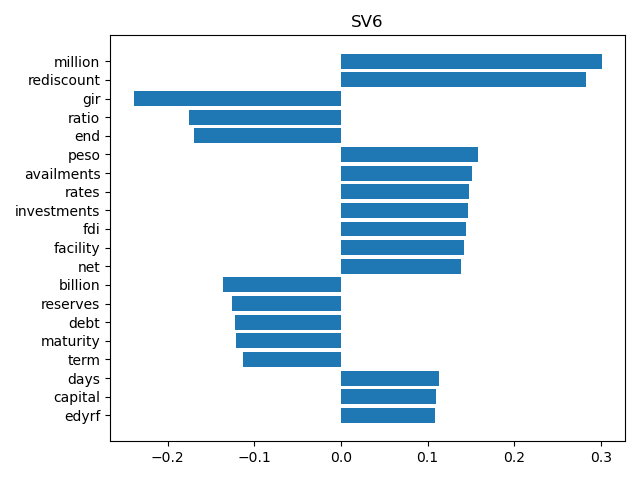 SV6
million
rediscount
gir
ratio
end
peso
availments
rates
investments
fdi
facility
net
billion
reserves
debt
maturity
term
days
capital
edyrf
−0.2 −0.1 0.0 0.1 0.2 0.3